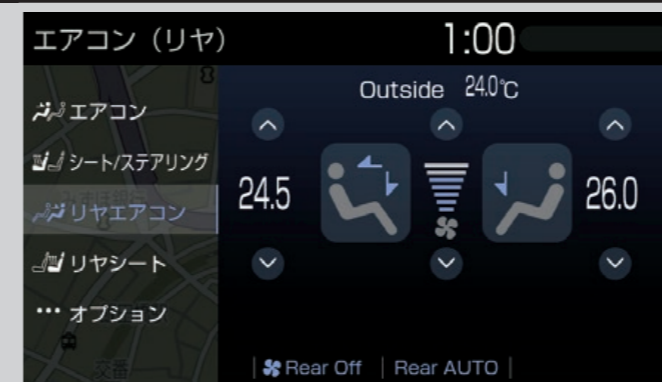 エアコン（リヤ） 1:00
Outside 24.0℃
エアコン
シート/ステアリング
リヤエアコン
リヤシート
オプション
24.5
26.0
Rear Off
Rear AUTO
交番